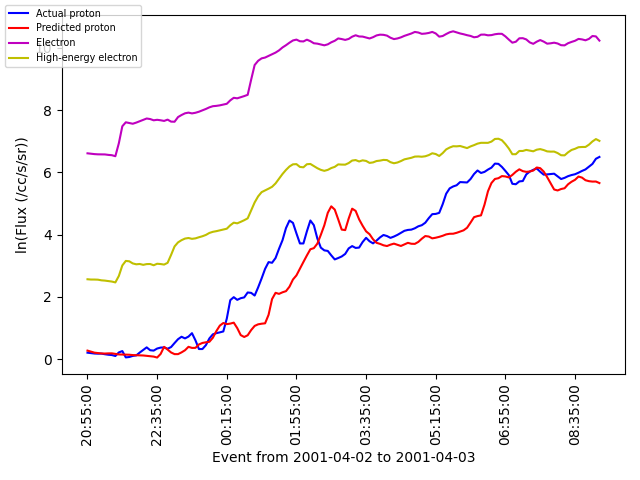 Actual proton
Predicted proton
Electron
High-energy electron
ln(Flux (/cc/s/sr))
10
8
6
4
2
0
20:55:00
22:35:00
00:15:00
01:55:00
03:35:00
05:15:00
06:55:00
08:35:00
Event from 2001-04-02 to 2001-04-03